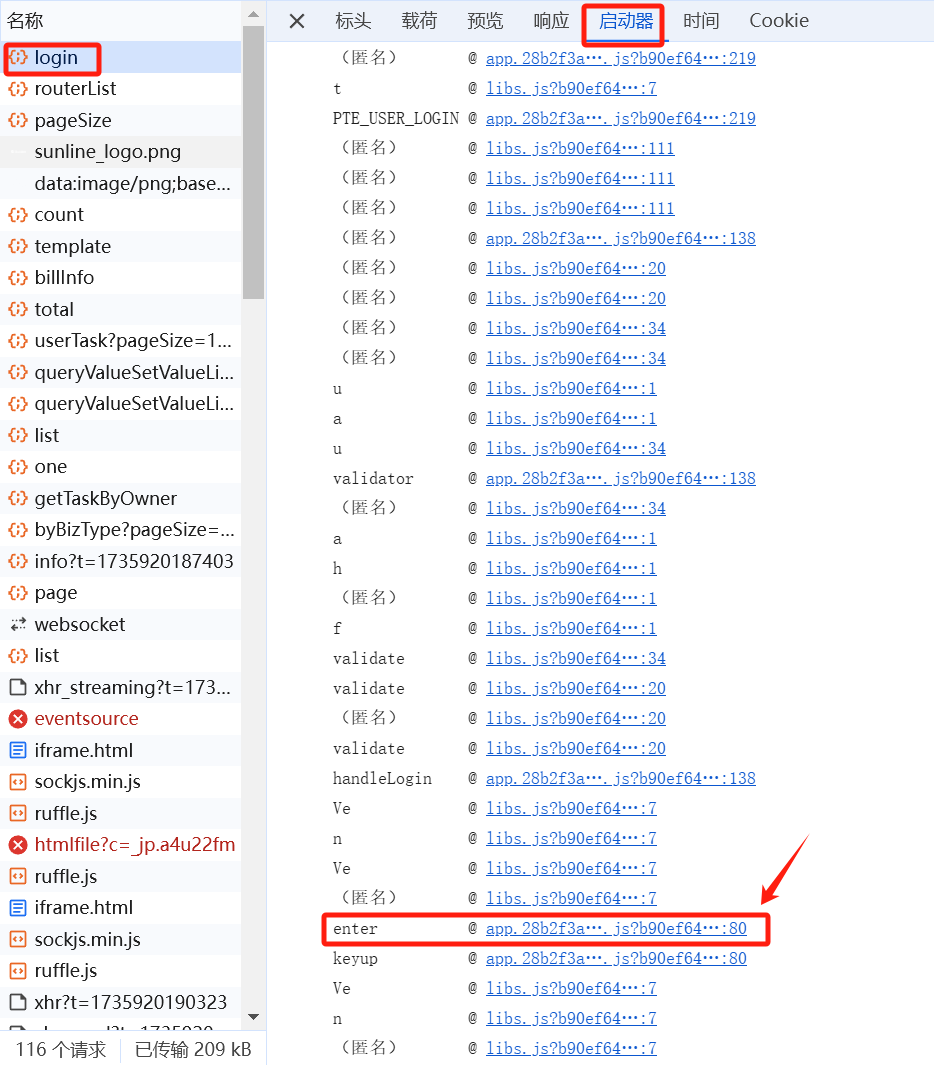 名称
login
routerList
pageSize
sunline_logo.png
data:image/png;base...
count
template
billInfo
total
userTask?pageSize=1...
queryValueSetValueLi...
queryValueSetValueLi...
list
one
getTaskByOwner
byBizType?pageSize=...
info?t=1735920187403
page
websocket
list
xhr_streaming?t=173...
eventsource
iframe.html
sockjs.min.js
ruffle.js
htmlfile?c=_jp.a4u22fm
ruffle.js
iframe.html
sockjs.min.js
ruffle.js
xhr?t=1735920190323
116 个请求 已传输 209 kB
标头 载荷 预览 响应 启动器 时间 Cookie
（匿名） @ app.28b2f3a….js?b90ef64…:219
t @ libs.js?b90ef64…:7
PTE_USER_LOGIN @ app.28b2f3a….js?b90ef64…:219
（匿名） @ libs.js?b90ef64…:111
（匿名） @ libs.js?b90ef64…:111
（匿名） @ libs.js?b90ef64…:111
（匿名） @ app.28b2f3a….js?b90ef64…:138
（匿名） @ libs.js?b90ef64…:20
（匿名） @ libs.js?b90ef64…:20
（匿名） @ libs.js?b90ef64…:34
（匿名） @ libs.js?b90ef64…:34
u @ libs.js?b90ef64…:1
a @ libs.js?b90ef64…:1
u @ libs.js?b90ef64…:34
validator @ app.28b2f3a….js?b90ef64…:138
（匿名） @ libs.js?b90ef64…:34
a @ libs.js?b90ef64…:1
h @ libs.js?b90ef64…:1
（匿名） @ libs.js?b90ef64…:1
f @ libs.js?b90ef64…:1
validate @ libs.js?b90ef64…:34
validate @ libs.js?b90ef64…:20
（匿名） @ libs.js?b90ef64…:20
validate @ libs.js?b90ef64…:20
handleLogin @ app.28b2f3a….js?b90ef64…:138
Ve @ libs.js?b90ef64…:7
n @ libs.js?b90ef64…:7
Ve @ libs.js?b90ef64…:7
（匿名） @ libs.js?b90ef64…:7
enter @ app.28b2f3a….js?b90ef64…:80
keyup @ app.28b2f3a….js?b90ef64…:80
Ve @ libs.js?b90ef64…:7
n @ libs.js?b90ef64…:7
（匿名） @ libs.js?b90ef64…:7